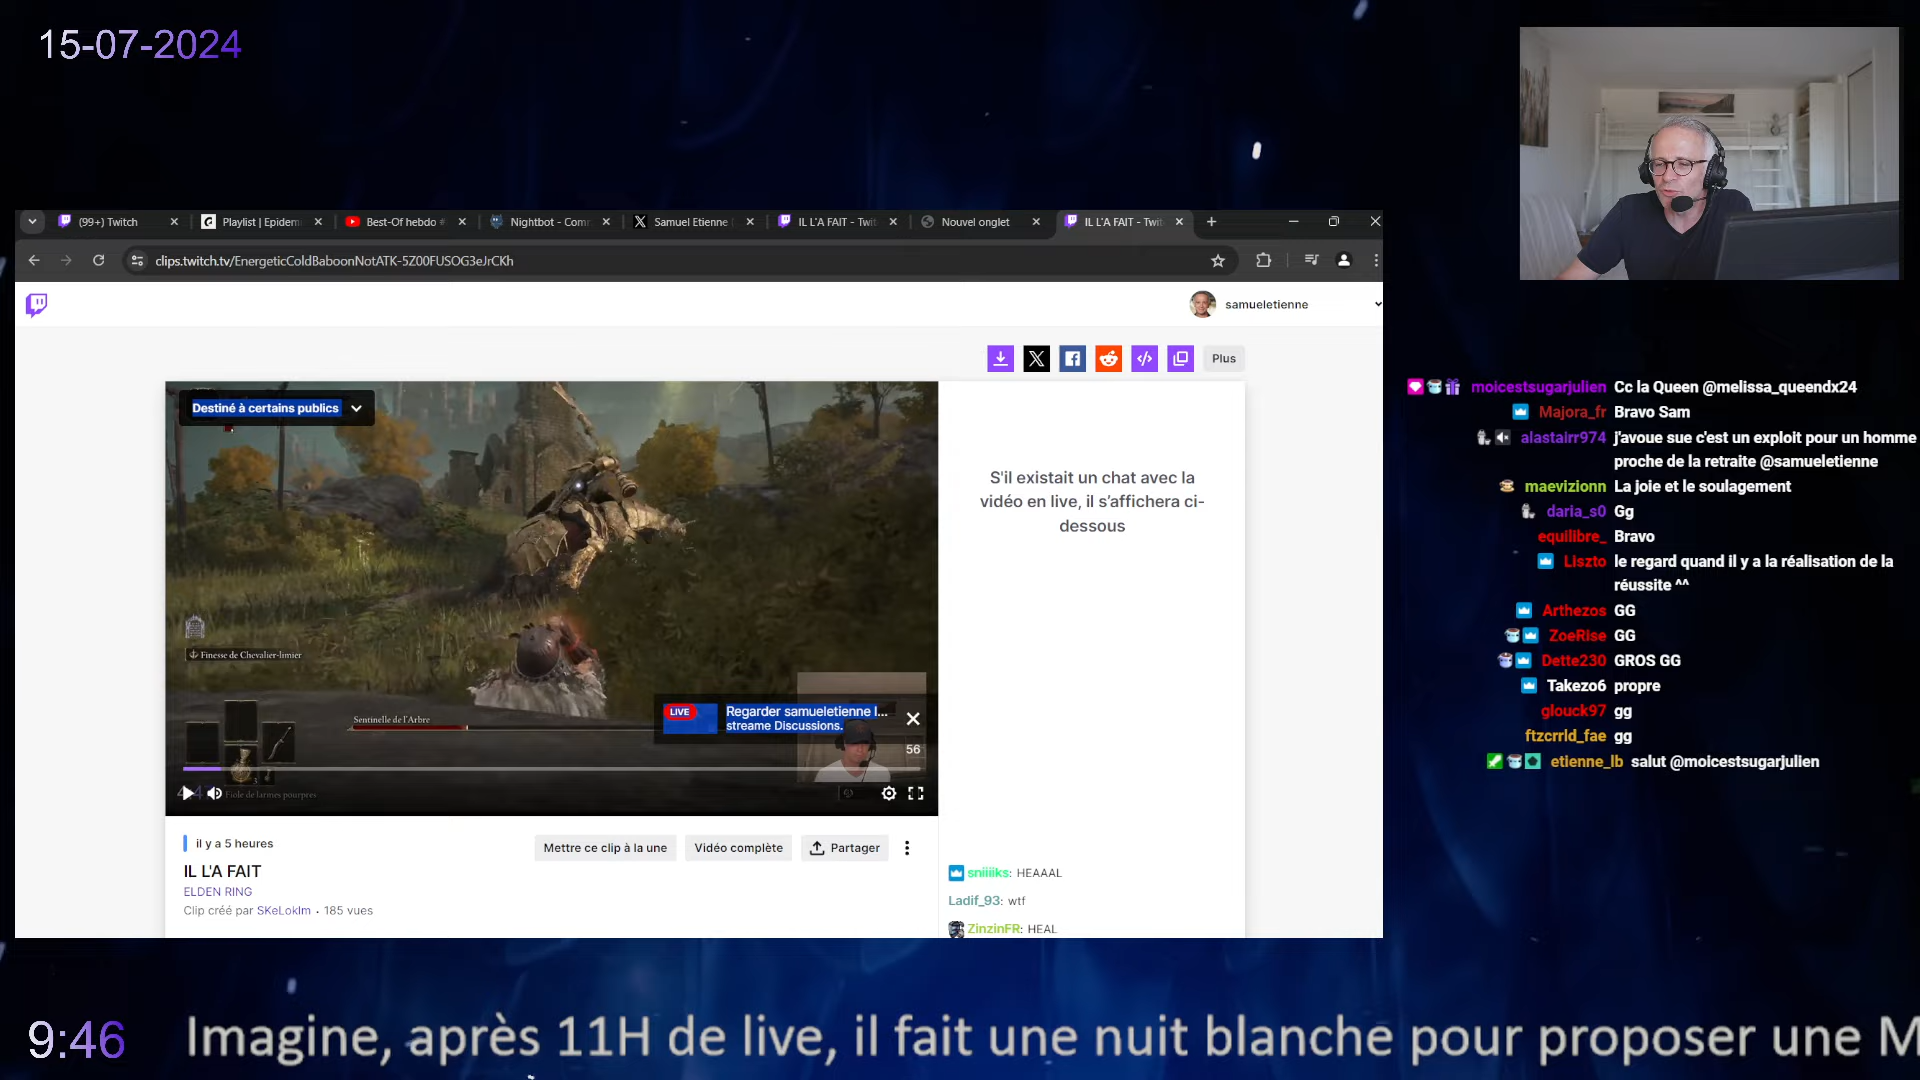 15-07-2024
(99+) Twitch
Playlist | Epidem
Best-Of hebdo #
Nightbot - Com
Samuel Etienne
IL L'A FAIT - Twit
Nouvel onglet
IL L'A FAIT - Twit
clips.twitch.tv/EnergeticColdBaboonNotATK-5Z00FUSOG3eJrCKh
samueletienne
Plus
Destiné à certains publics
S'il existait un chat avec la
vidéo en live, il s'affichera ci-
dessous
Finesse de Chevalier-limier
Sentinelle de l'Arbre
LIVE
Regarder samueletienne l...
streame Discussions.
56
Fiole de larmes pourpres
il y a 5 heures
Mettre ce clip à la une
Vidéo complète
Partager
IL L'A FAIT
ELDEN RING
Clip créé par SKeLokIm • 185 vues
sniiiks: HEAAAL
Ladif_93: wtf
ZinzinFR: HEAL
moicestsugarjulien Cc la Queen @melissa_queendx24
Majora_fr Bravo Sam
alastairr974 j'avoue sue c'est un exploit pour un homme
proche de la retraite @samueletienne
maevizionn La joie et le soulagement
daria_s0 Gg
equilibre_ Bravo
Liszto le regard quand il y a la réalisation de la
réussite ^^
Arthezos GG
ZoeRise GG
Dette230 GROS GG
Takezo6 propre
glouck97 gg
ftzcrrld_fae gg
etienne_lb salut @moicestsugarjulien
9:46
Imagine, après 11H de live, il fait une nuit blanche pour proposer une M